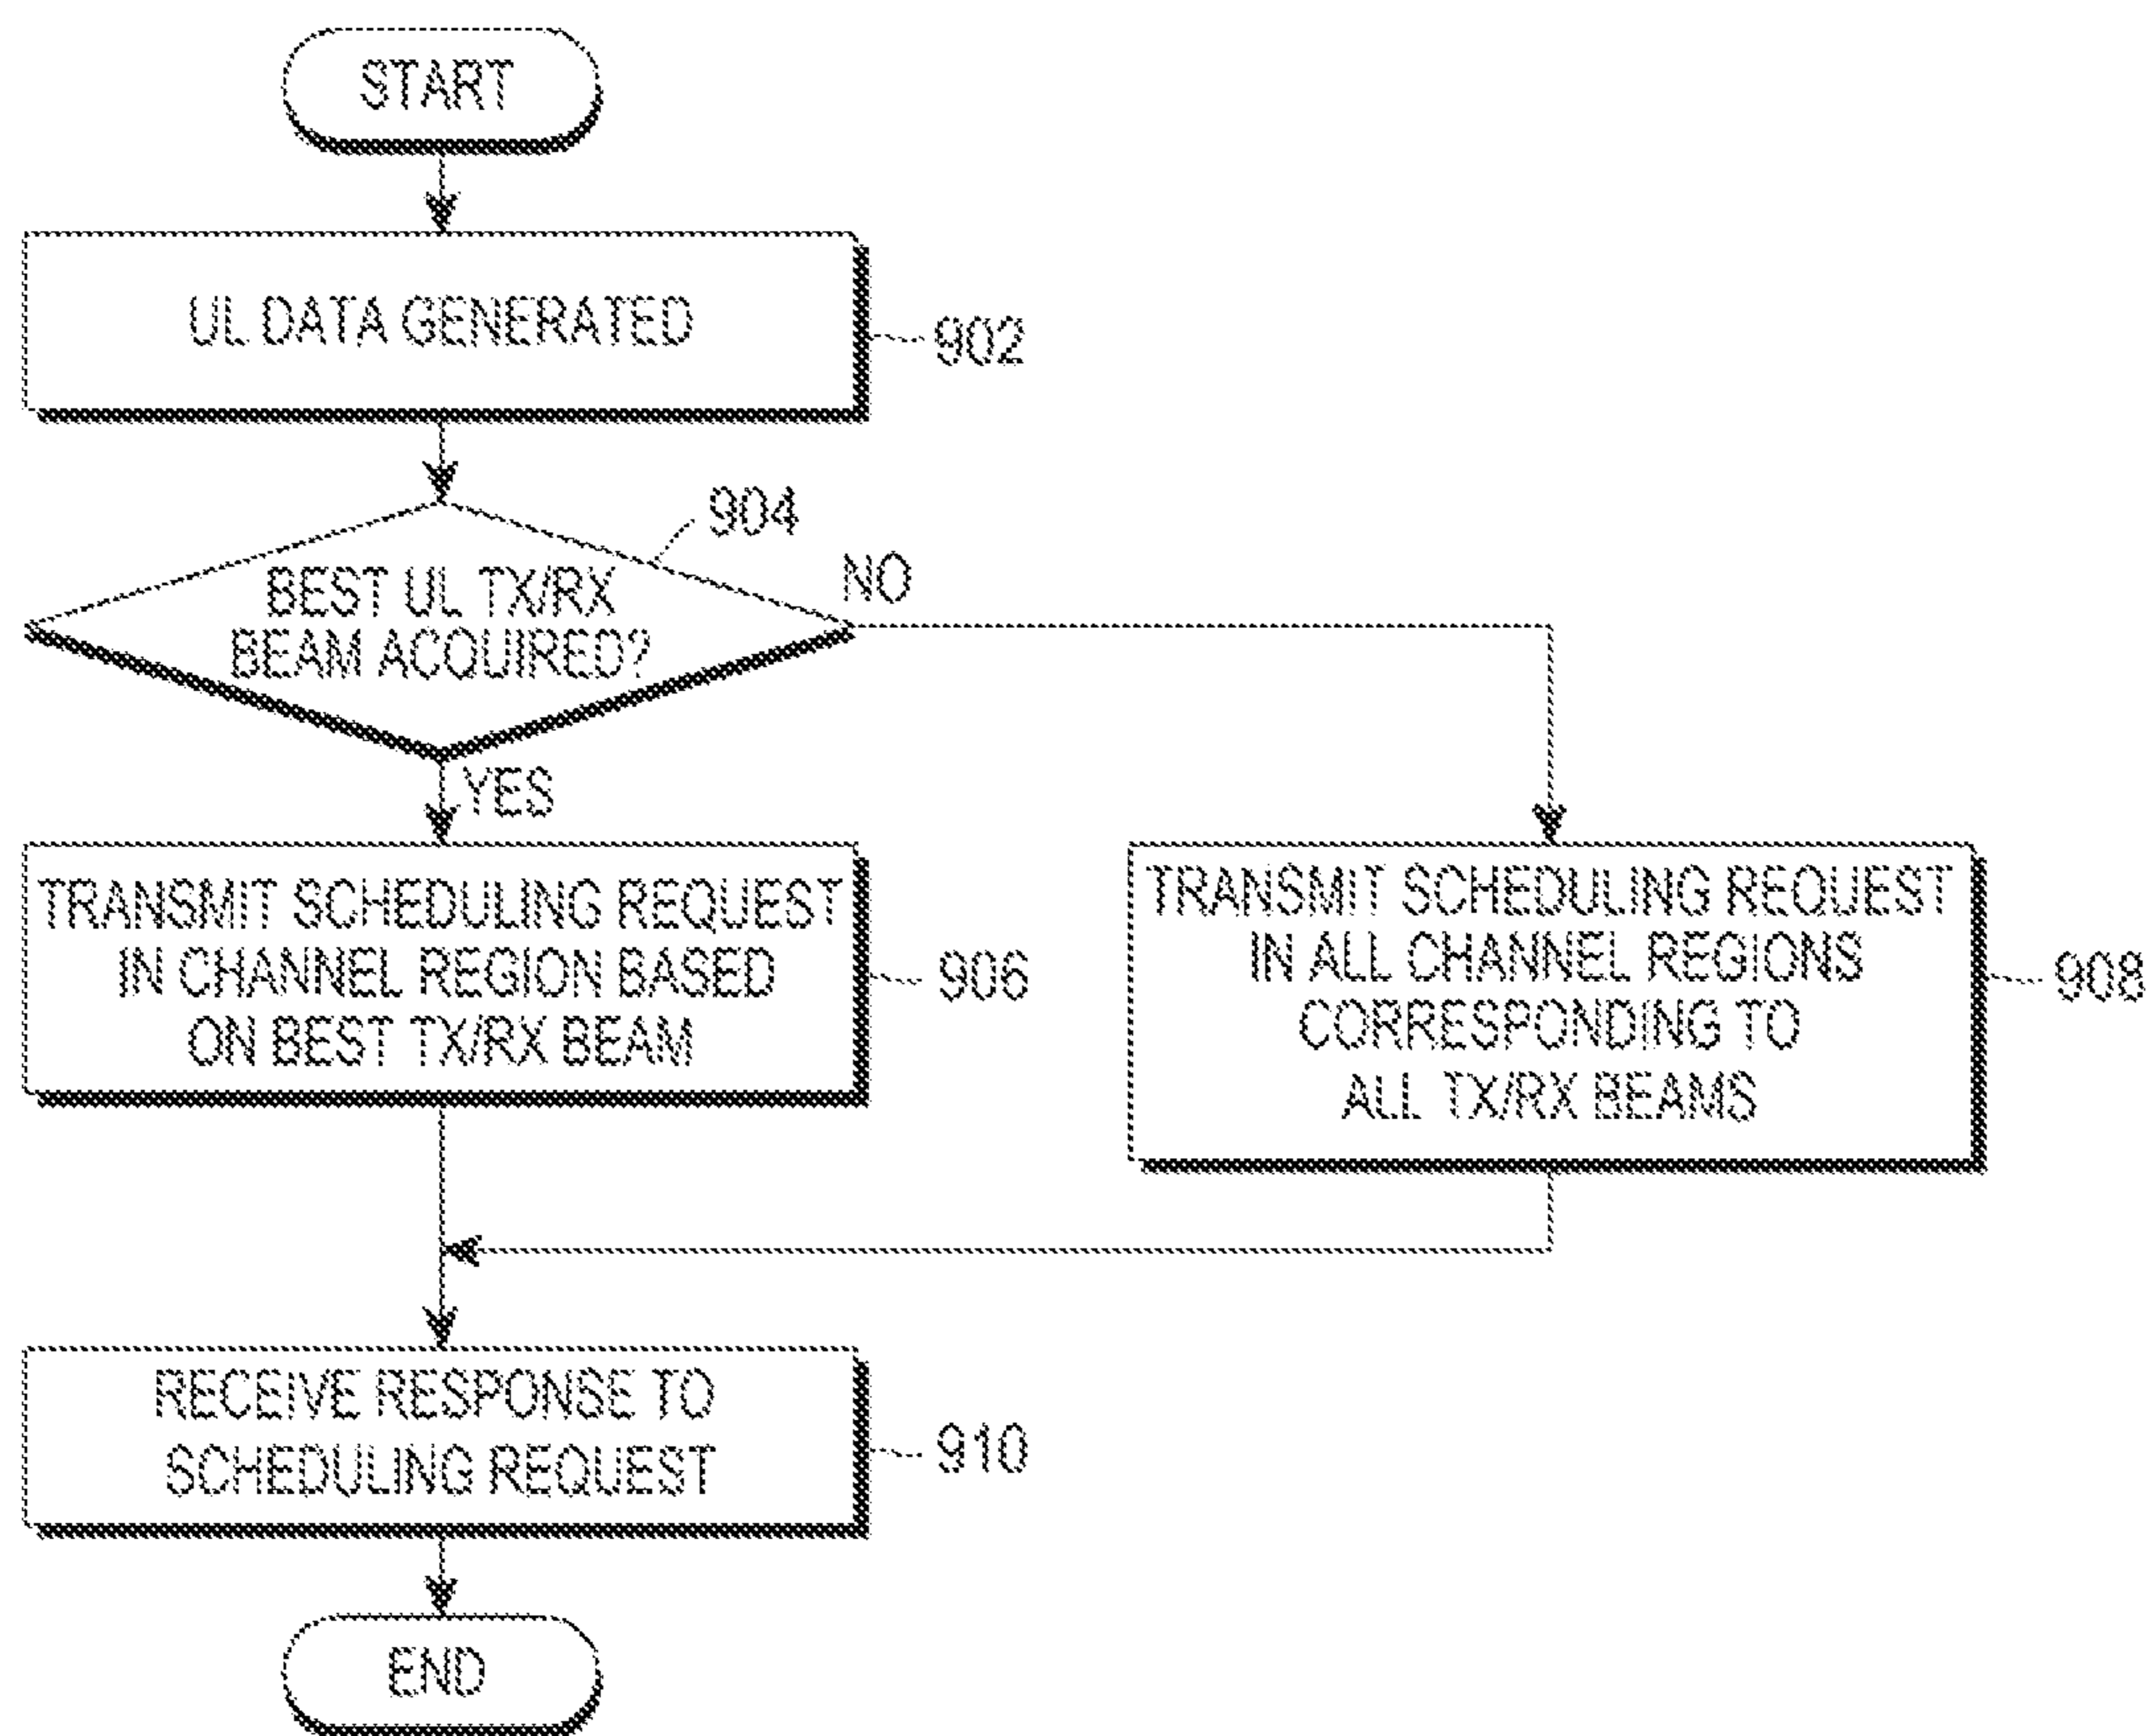 START
UL DATA GENERATED
902
904
BEST UL TX/RX
BEAM ACQUIRED?
NO
YES
TRANSMIT SCHEDULING REQUEST
IN CHANNEL REGION BASED
ON BEST TX/RX BEAM
906
TRANSMIT SCHEDULING REQUEST
IN ALL CHANNEL REGIONS
CORRESPONDING TO
ALL TX/RX BEAMS
908
RECEIVE RESPONSE TO
SCHEDULING REQUEST
910
END